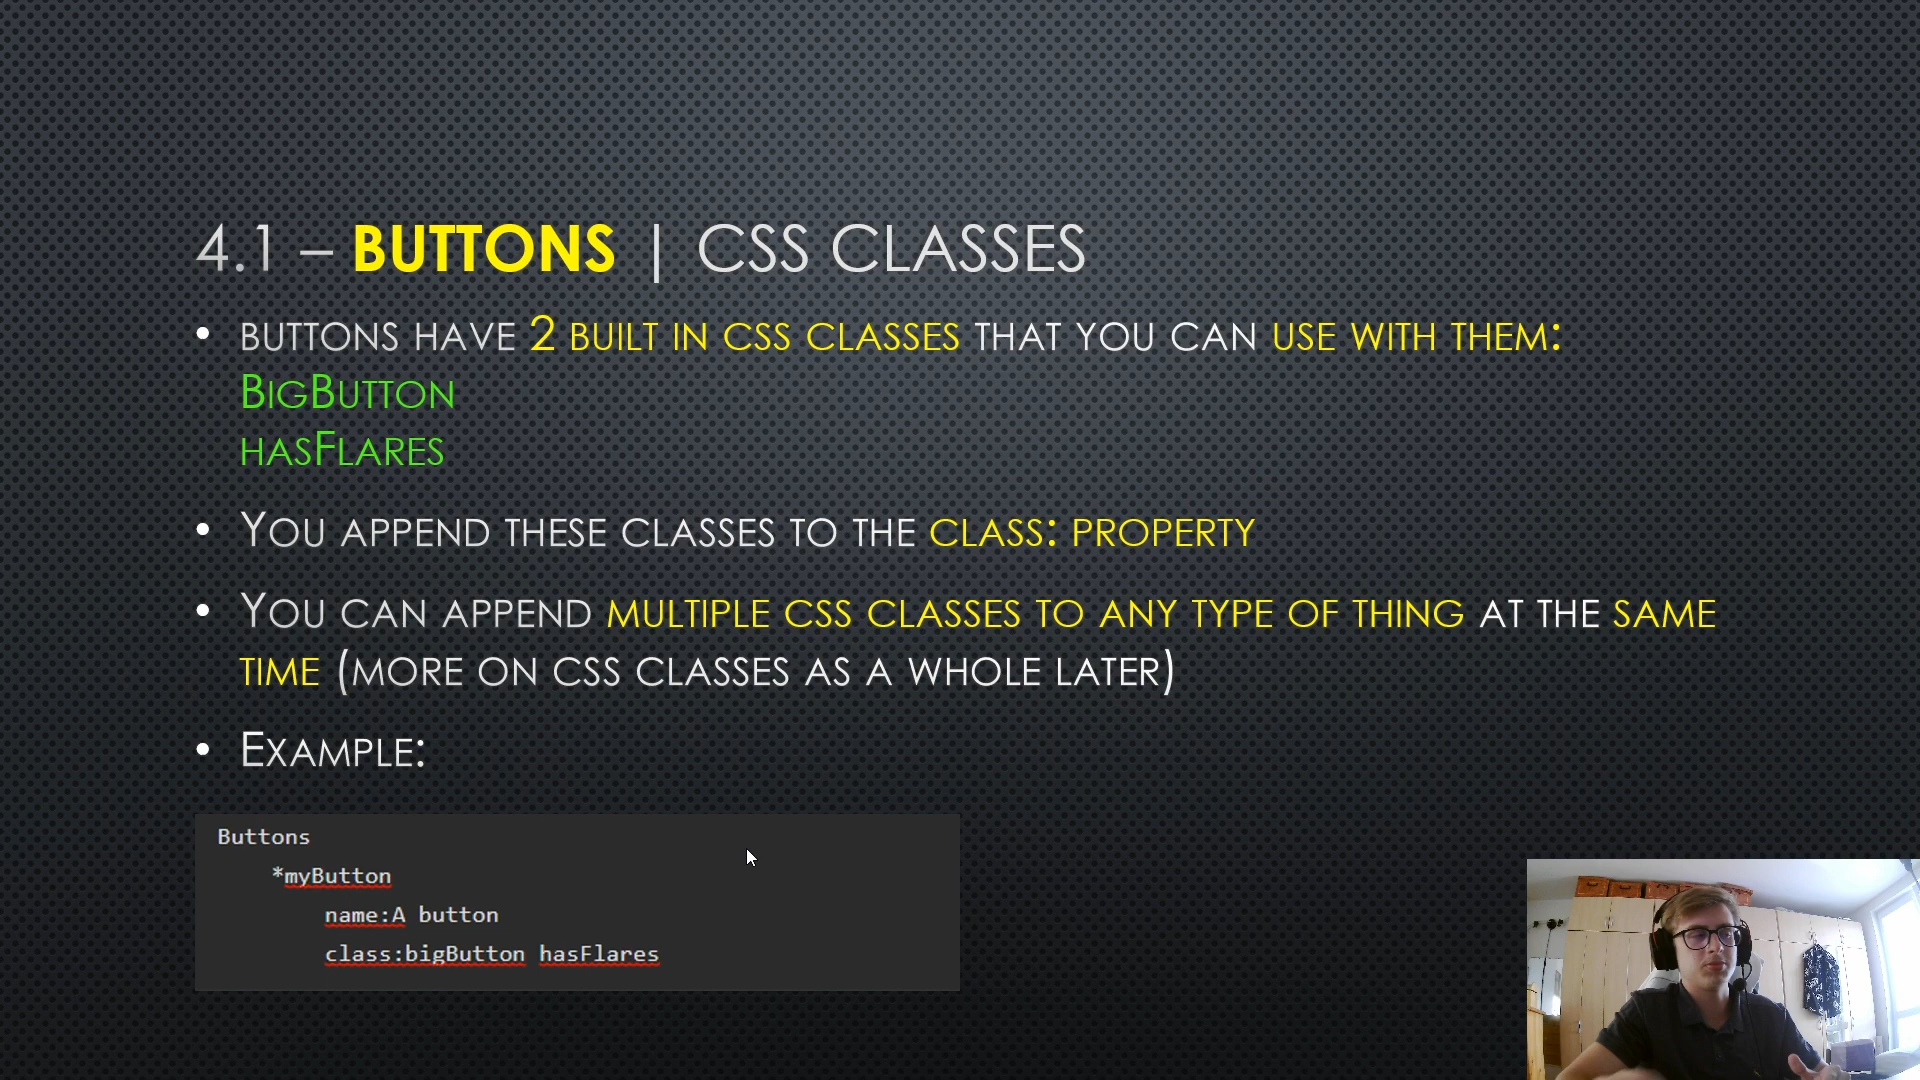 4.1 – BUTTONS | CSS CLASSES
• BUTTONS HAVE 2 BUILT IN CSS CLASSES THAT YOU CAN USE WITH THEM:
BIGBUTTON
HASFLARES
• YOU APPEND THESE CLASSES TO THE CLASS: PROPERTY
• YOU CAN APPEND MULTIPLE CSS CLASSES TO ANY TYPE OF THING AT THE SAME
TIME (MORE ON CSS CLASSES AS A WHOLE LATER)
• EXAMPLE:
Buttons
*myButton
name:A button
class:bigButton hasFlares